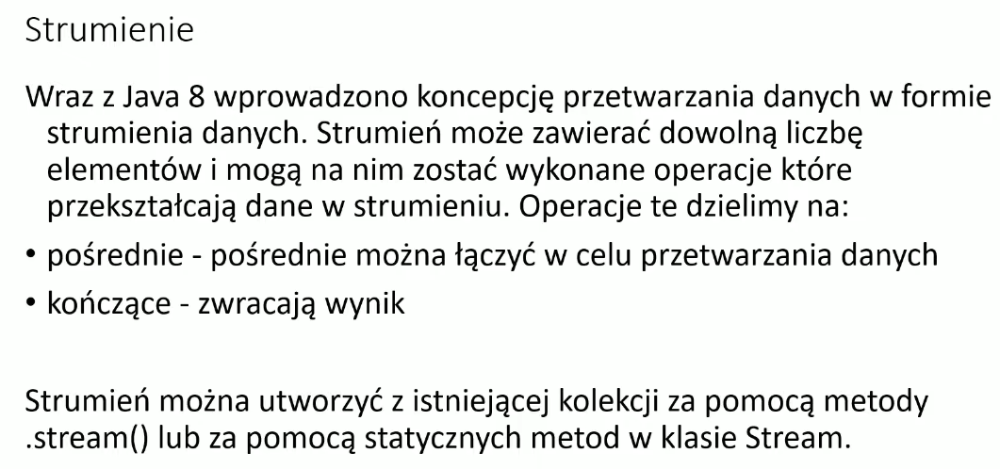 Strumienie
Wraz z Java 8 wprowadzono koncepcję przetwarzania danych w formie
strumienia danych. Strumień może zawierać dowolną liczbę
elementów i mogą na nim zostać wykonane operacje które
przekształcają dane w strumieniu. Operacje te dzielimy na:
• pośrednie - pośrednie można łączyć w celu przetwarzania danych
• kończące - zwracają wynik
Strumień można utworzyć z istniejącej kolekcji za pomocą metody
.stream() lub za pomocą statycznych metod w klasie Stream.